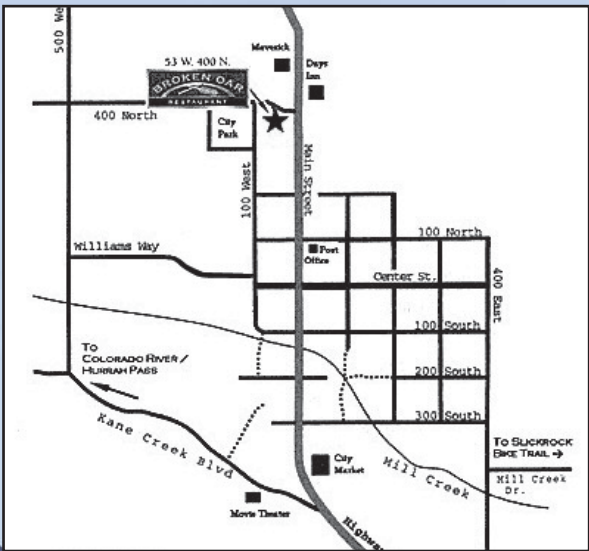 500 We
Maverick
Days
Inn
53 W. 400 N.
BROKEN OAR
RESTAURANT
400 North
City
Park
100 West
Main Street
100 North
Post
Office
Williams Way
Center St.
400 East
100 South
TO
COLORADO RIVER /
HURRAH PASS
200 South
300 South
Kane Creek Blvd
Mill Creek
City
Market
TO SLICKROCK
BIKE TRAIL →
Mill Creek
Dr.
Movie Theater
Highwa